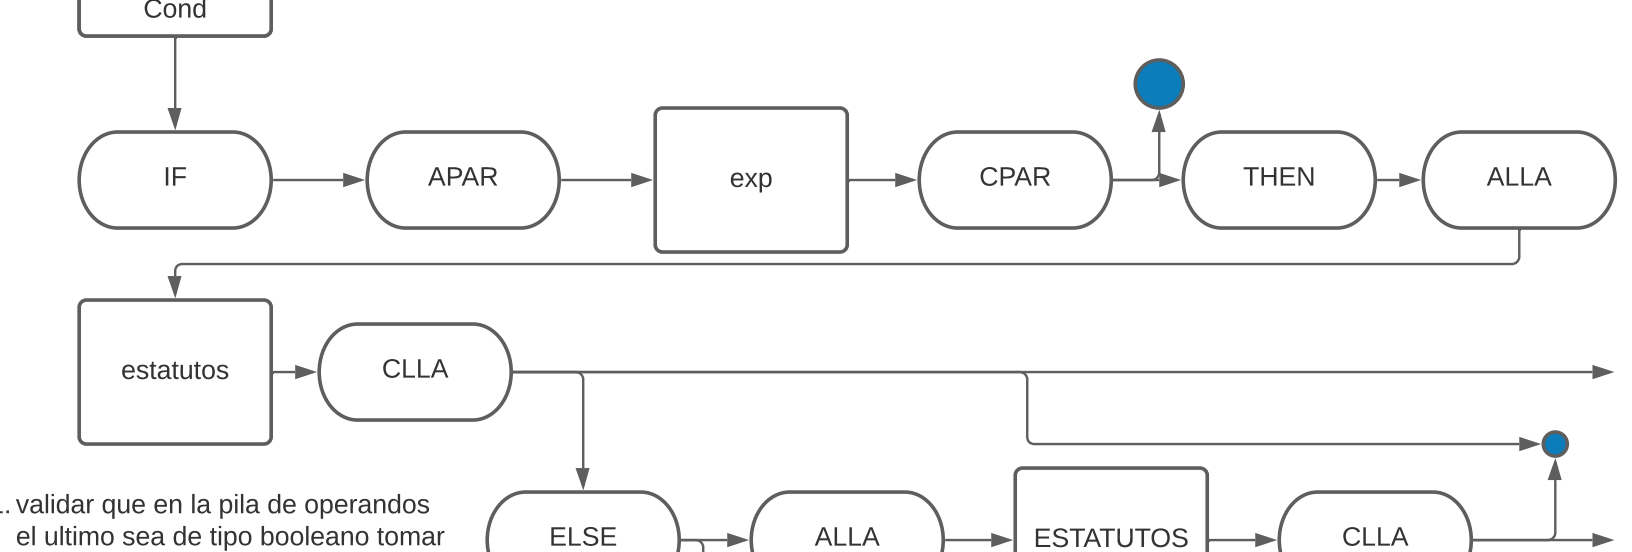 Cond
IF
APAR
exp
CPAR
THEN
ALLA
estatutos
CLLA
validar que en la pila de operandos
el ultimo sea de tipo booleano tomar
ELSE
ALLA
ESTATUTOS
CLLA